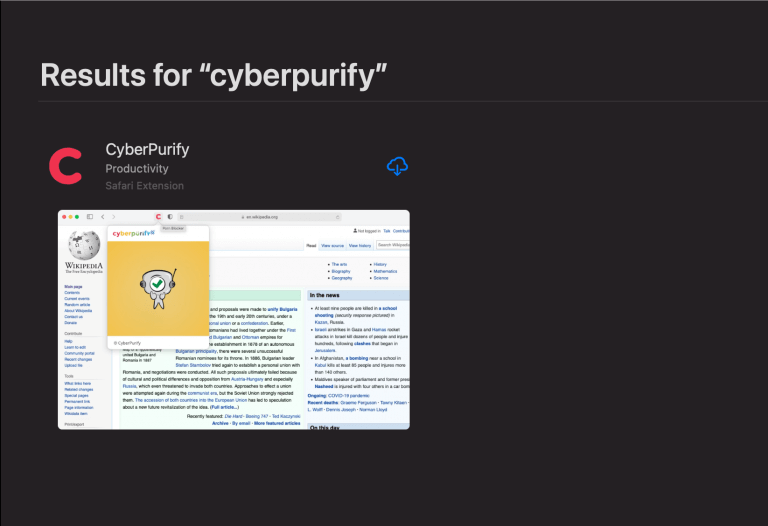 Results for “cyberpurify”
CyberPurify
Productivity
Safari Extension
en.wikipedia.org
Porn Blocker
Not logged in Talk
Read View source View history Search Wikipedia
cyberpurify
WIKIPEDIA
The Free Encyclopedia
The arts
Biography
Geography
History
Mathematics
Science
Main page
Contents
Current events
Random article
About Wikipedia
Contact us
Donate
Contribute
Help
Learn to edit
Community portal
Recent changes
Upload file
Tools
What links here
Related changes
Special pages
Permanent link
Page information
Wikidata item
Print/export
© CyberPurify
and proposals were made to unify Bulgaria
the 19th and early 20th centuries, under a
onal union of a confederation. Earlier,
omanians had lived together under the First
d Bulgarian and Ottoman empires for
s establishment in 1878 of an autonomous
united Bulgaria and
Romania in 1887
Bulgarian principality, there were several unsuccessful
Romanian nominees for its throne. In 1886, Bulgarian leader
Stefan Stambolov tried again to establish a personal union with
Romania, and negotiations were conducted. All such proposals ultimately failed because
of cultural and political differences and opposition from Austria-Hungary and especially
Russia, which even threatened to invade both countries. Approaches to effect a union
were attempted again during the communist era, but the Soviet Union strongly rejected
them. The accession of both countries into the European Union has led to speculation
about a new future revitalization of the idea. (Full article...)
Recently featured: Die Hard · Boeing 747 · Ted Kaczynski
Archive · By email · More featured articles
In the news
At least nine people are killed in a school
shooting (security response pictured) in
Kazan, Russia.
Israeli airstrikes in Gaza and Hamas rocket
attacks in Israel kill dozens of people and injure
hundreds, following clashes that began in
Jerusalem.
In Afghanistan, a bombing near a school in
Kabul kills at least 85 people and injures more
than 140 others.
Maldives speaker of parliament and former pres
Nasheed is injured with four others in a car bom
Ongoing: COVID-19 pandemic
Recent deaths: Graeme Ferguson · Tawny Kitaen ·
L. Wolff · Dennis Joseph · Norman Lloyd
On this day